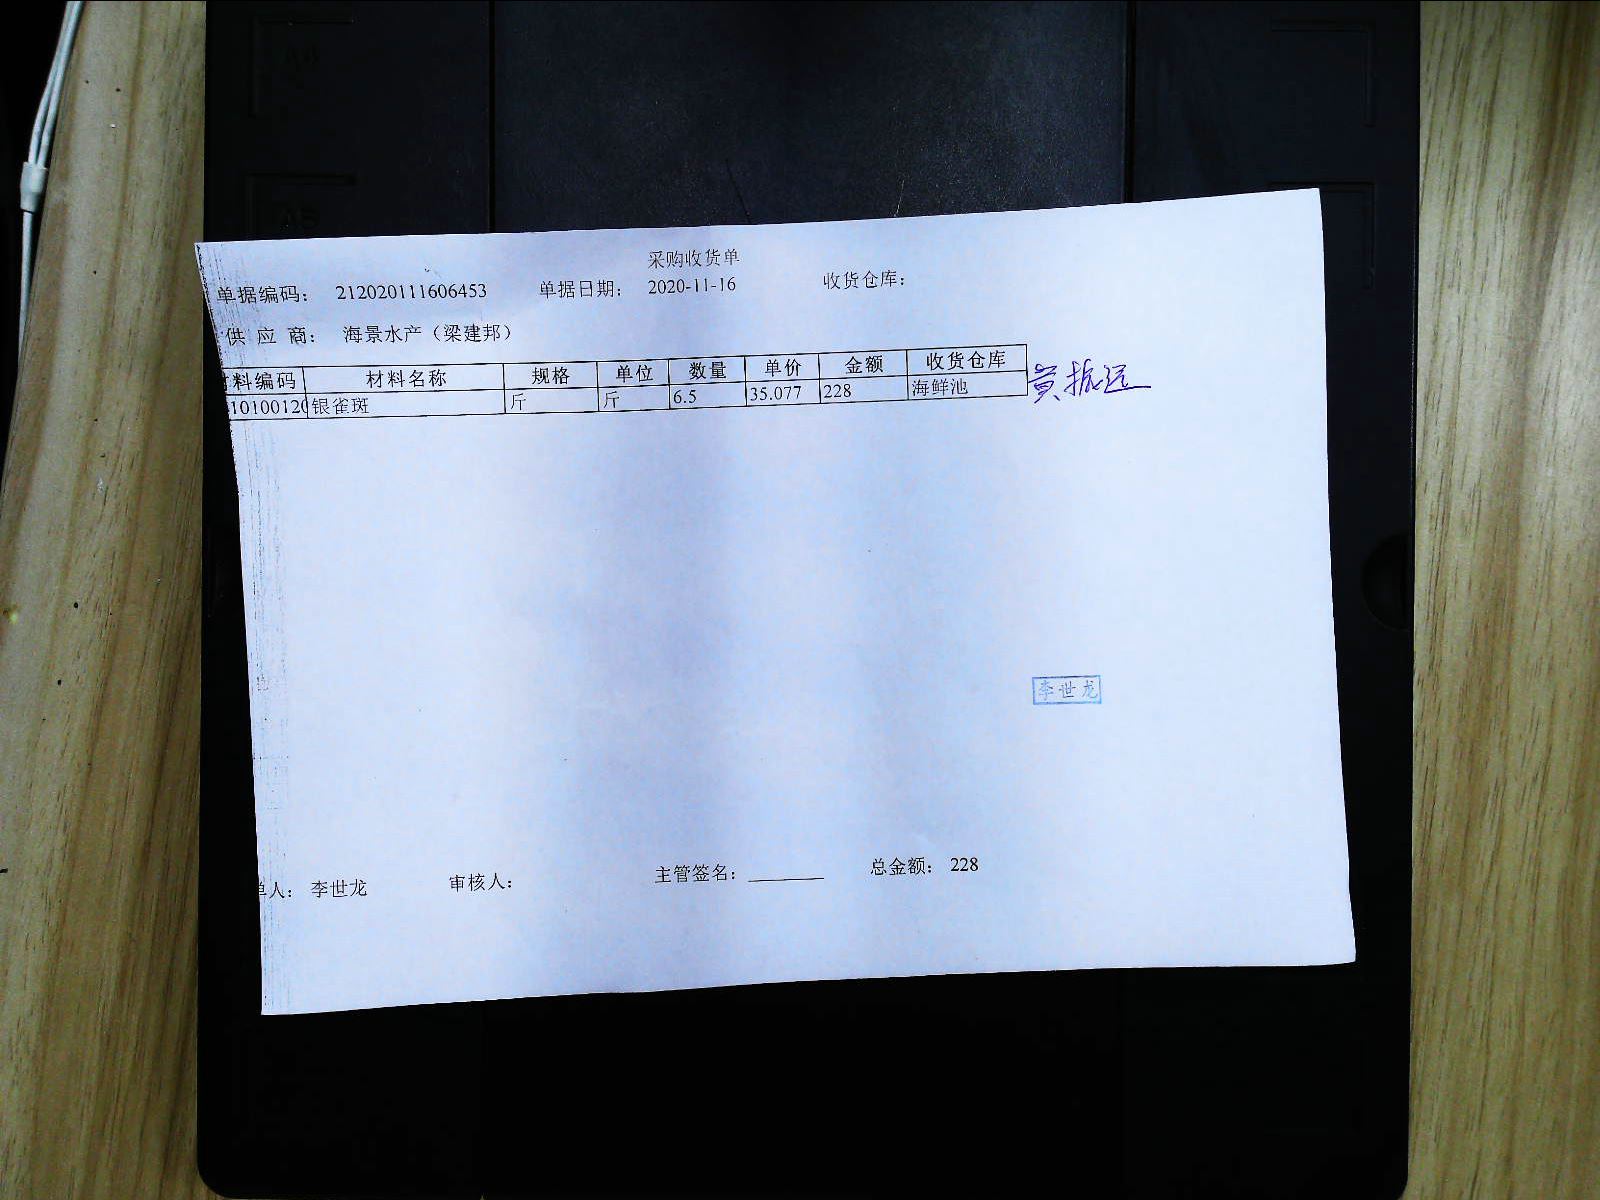 采购收货单
单据编码： 212020111606453 单据日期： 2020-11-16 收货仓库：
供 应 商： 海景水产（梁建邦）
料编码 材料名称 规格 单位 数量 单价 金额 收货仓库
10100120 银雀斑 斤 斤 6.5 35.077 228 海鲜池
黄振远
李世龙
单人： 李世龙 审核人： 主管签名： 总金额： 228